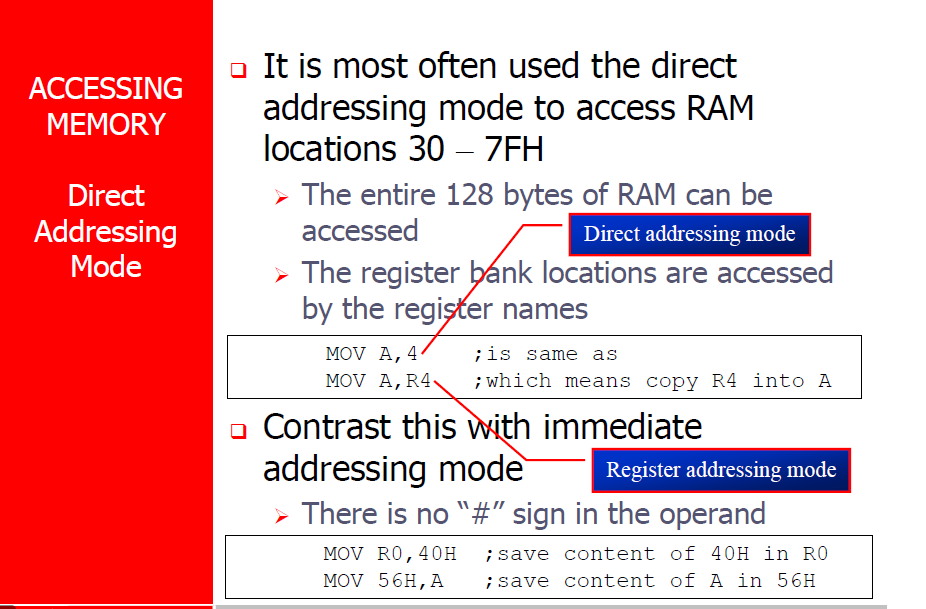 ACCESSING
MEMORY
Direct
Addressing
Mode
It is most often used the direct
addressing mode to access RAM
locations 30 – 7FH
The entire 128 bytes of RAM can be
accessed
Direct addressing mode
The register bank locations are accessed
by the register names
MOV A,4 ;is same as
MOV A,R4 ;which means copy R4 into A
Contrast this with immediate
addressing mode
Register addressing mode
There is no “#” sign in the operand
MOV R0,40H ;save content of 40H in R0
MOV 56H,A ;save content of A in 56H